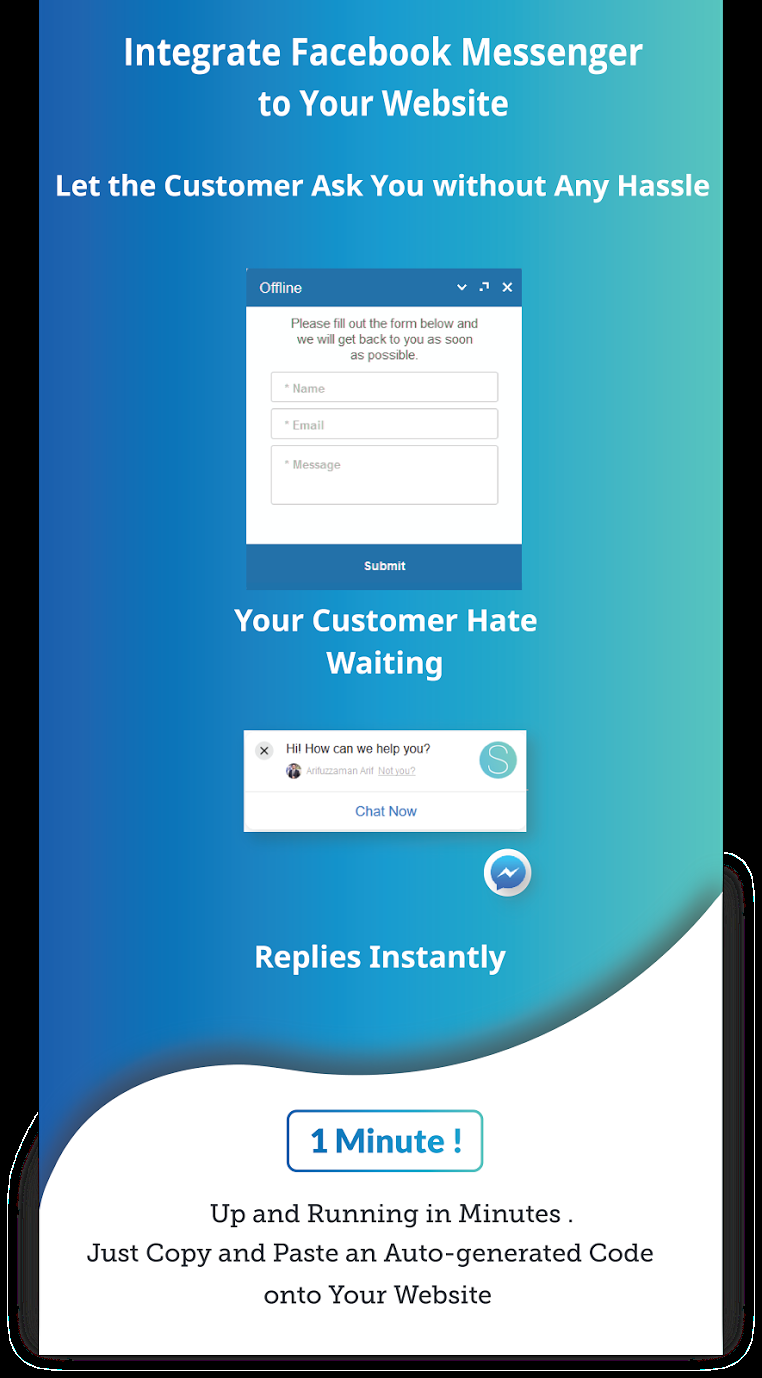 Integrate Facebook Messenger
to Your Website
Let the Customer Ask You without Any Hassle
Offline
Please fill out the form below and
we will get back to you as soon
as possible.
* Name
* Email
* Message
Submit
Your Customer Hate
Waiting
Hi! How can we help you?
S
Arifuzzaman Arif Not you?
Chat Now
Replies Instantly
1 Minute !
Up and Running in Minutes .
Just Copy and Paste an Auto-generated Code
onto Your Website